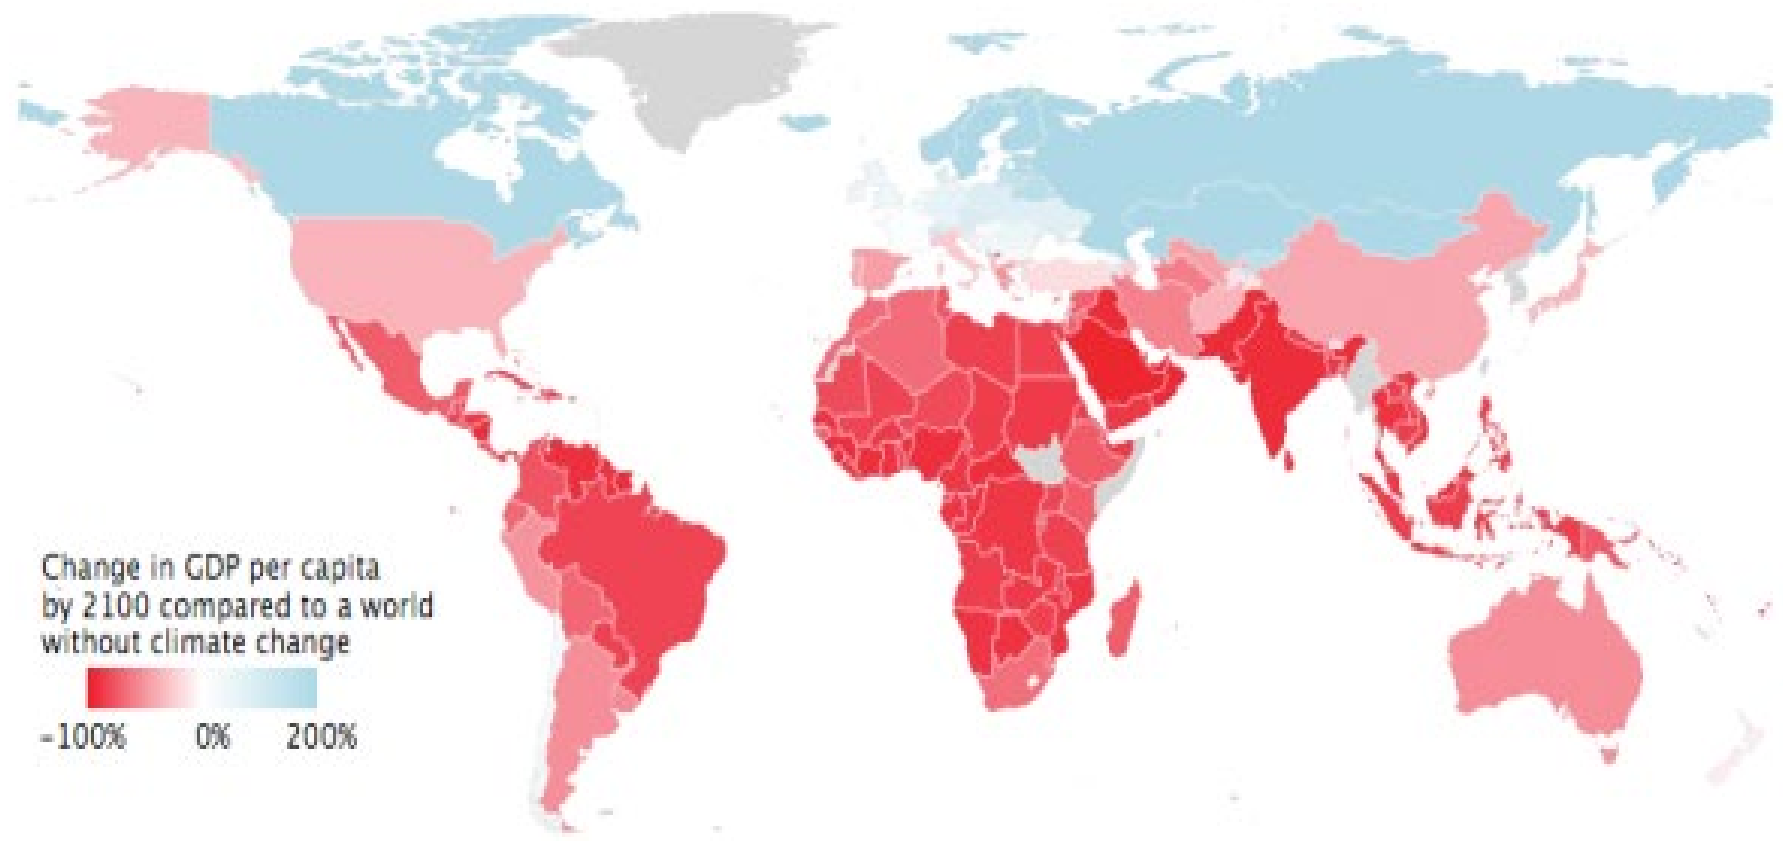 Change in GDP per capita
by 2100 compared to a world
without climate change
-100% 0% 200%